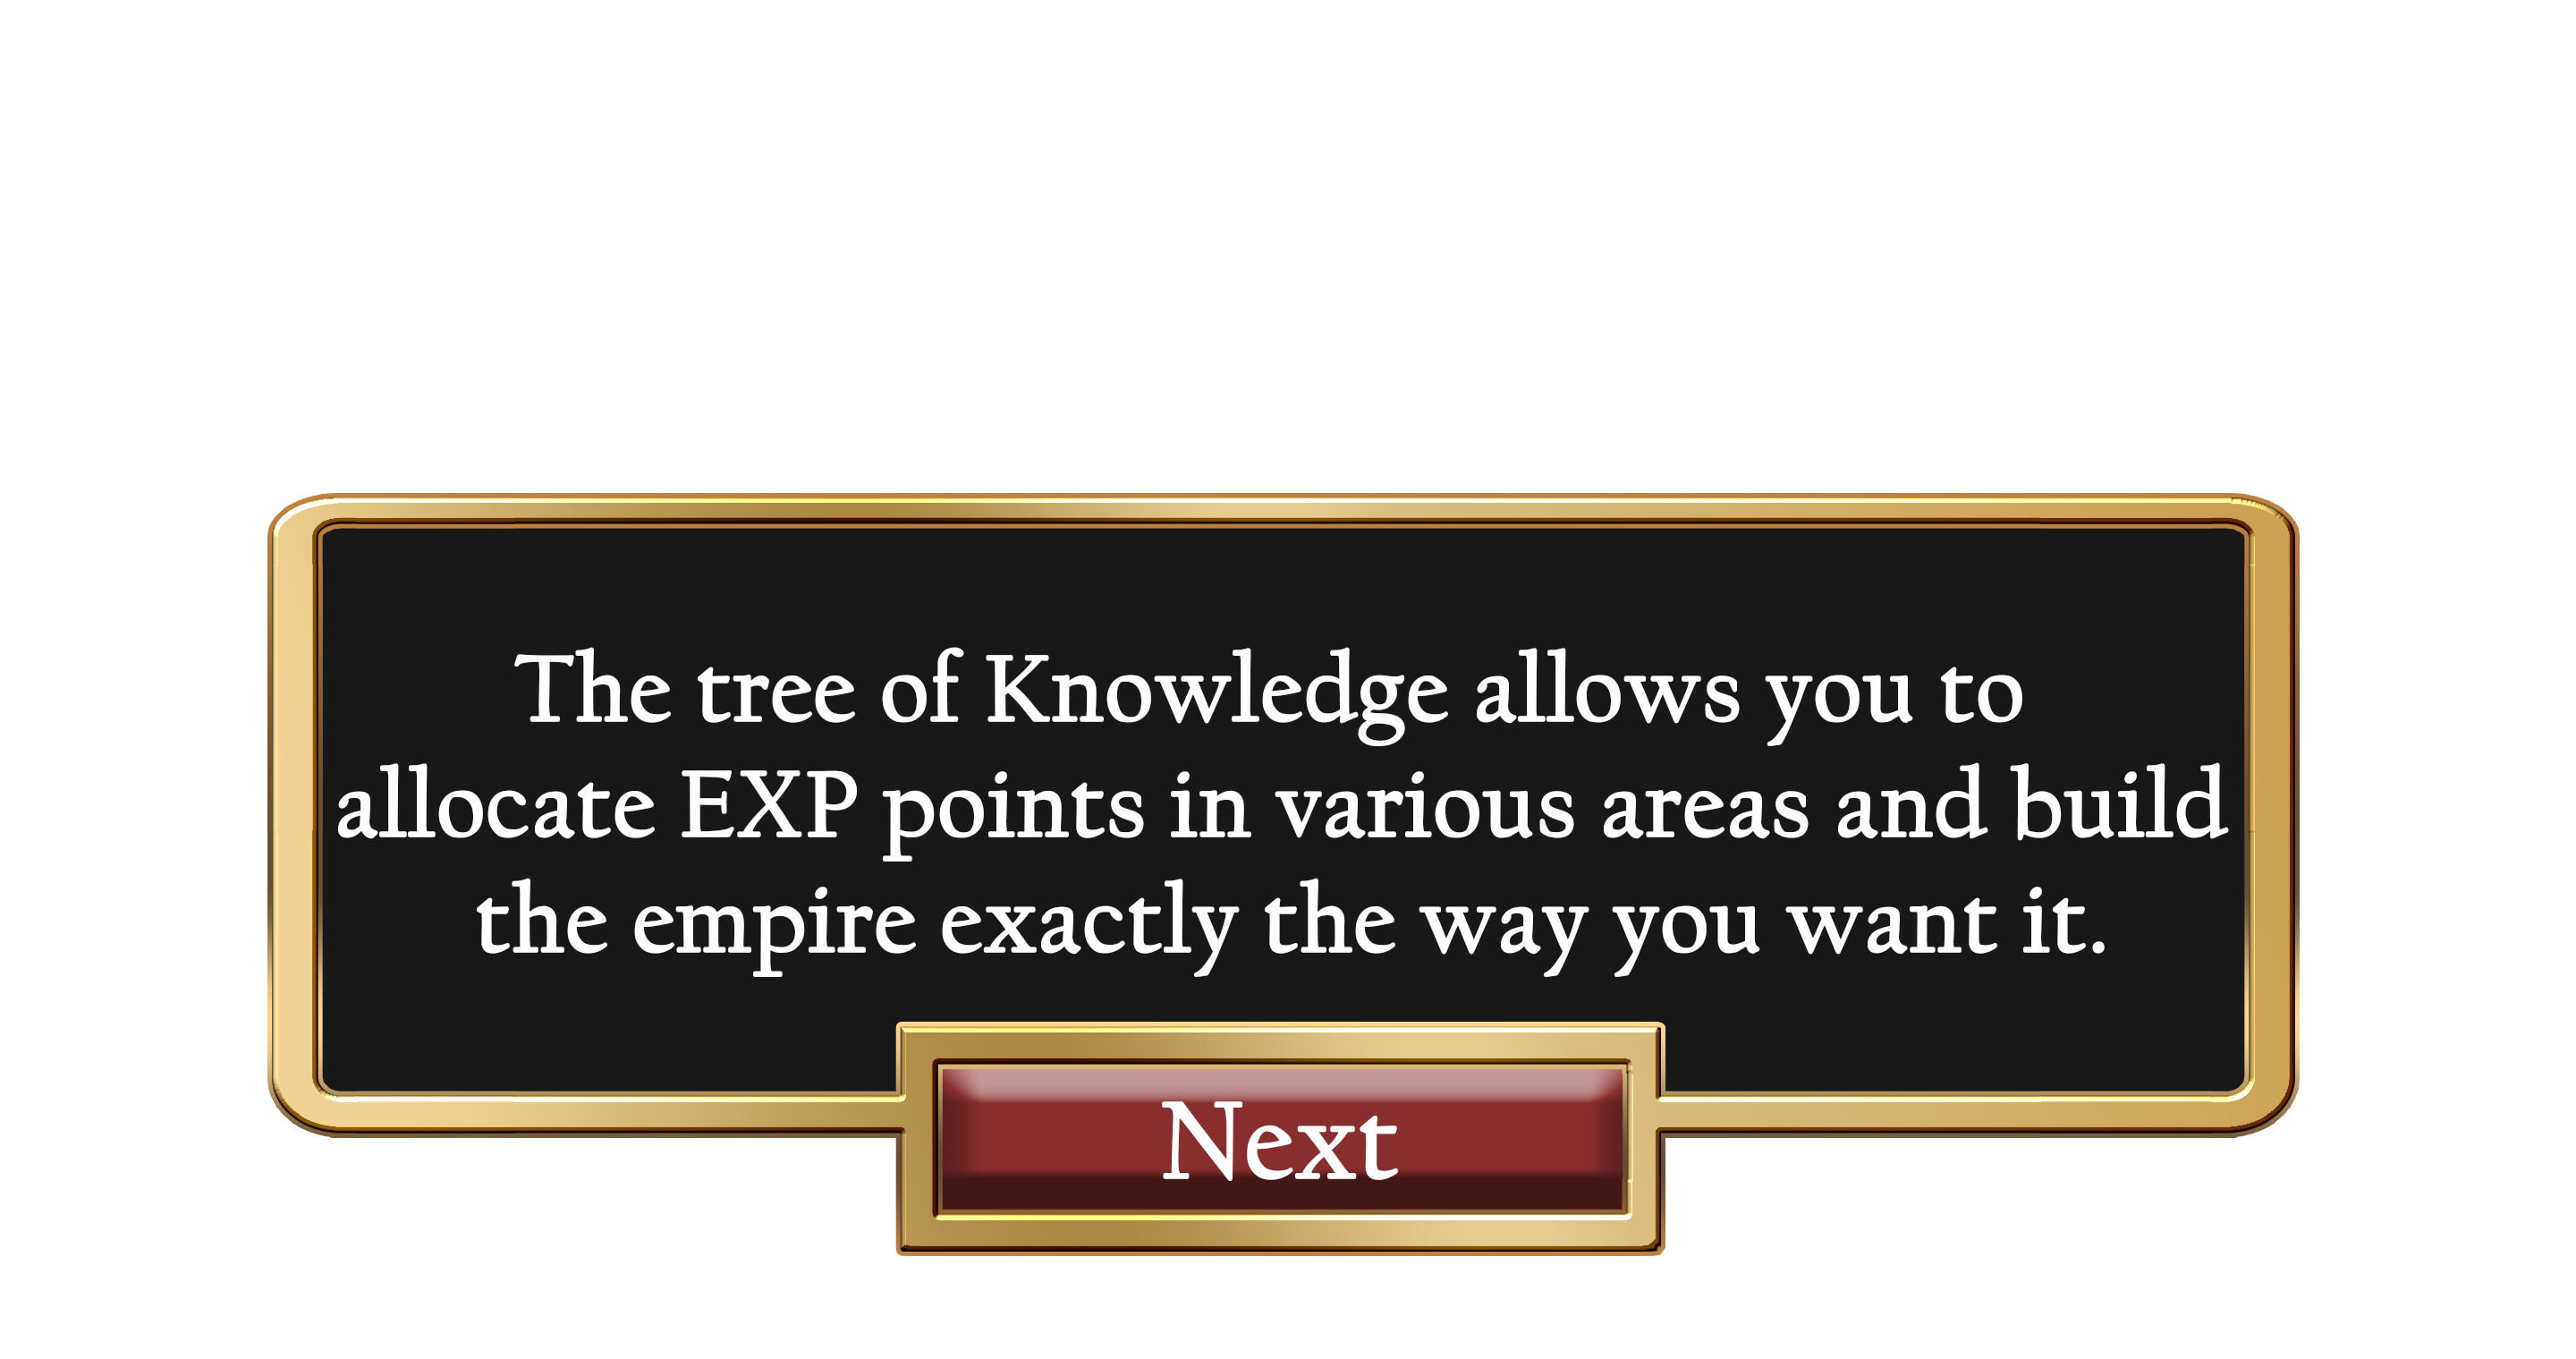 The tree of Knowledge allows you to
allocate EXP points in various areas and build
the empire exactly the way you want it.
Next